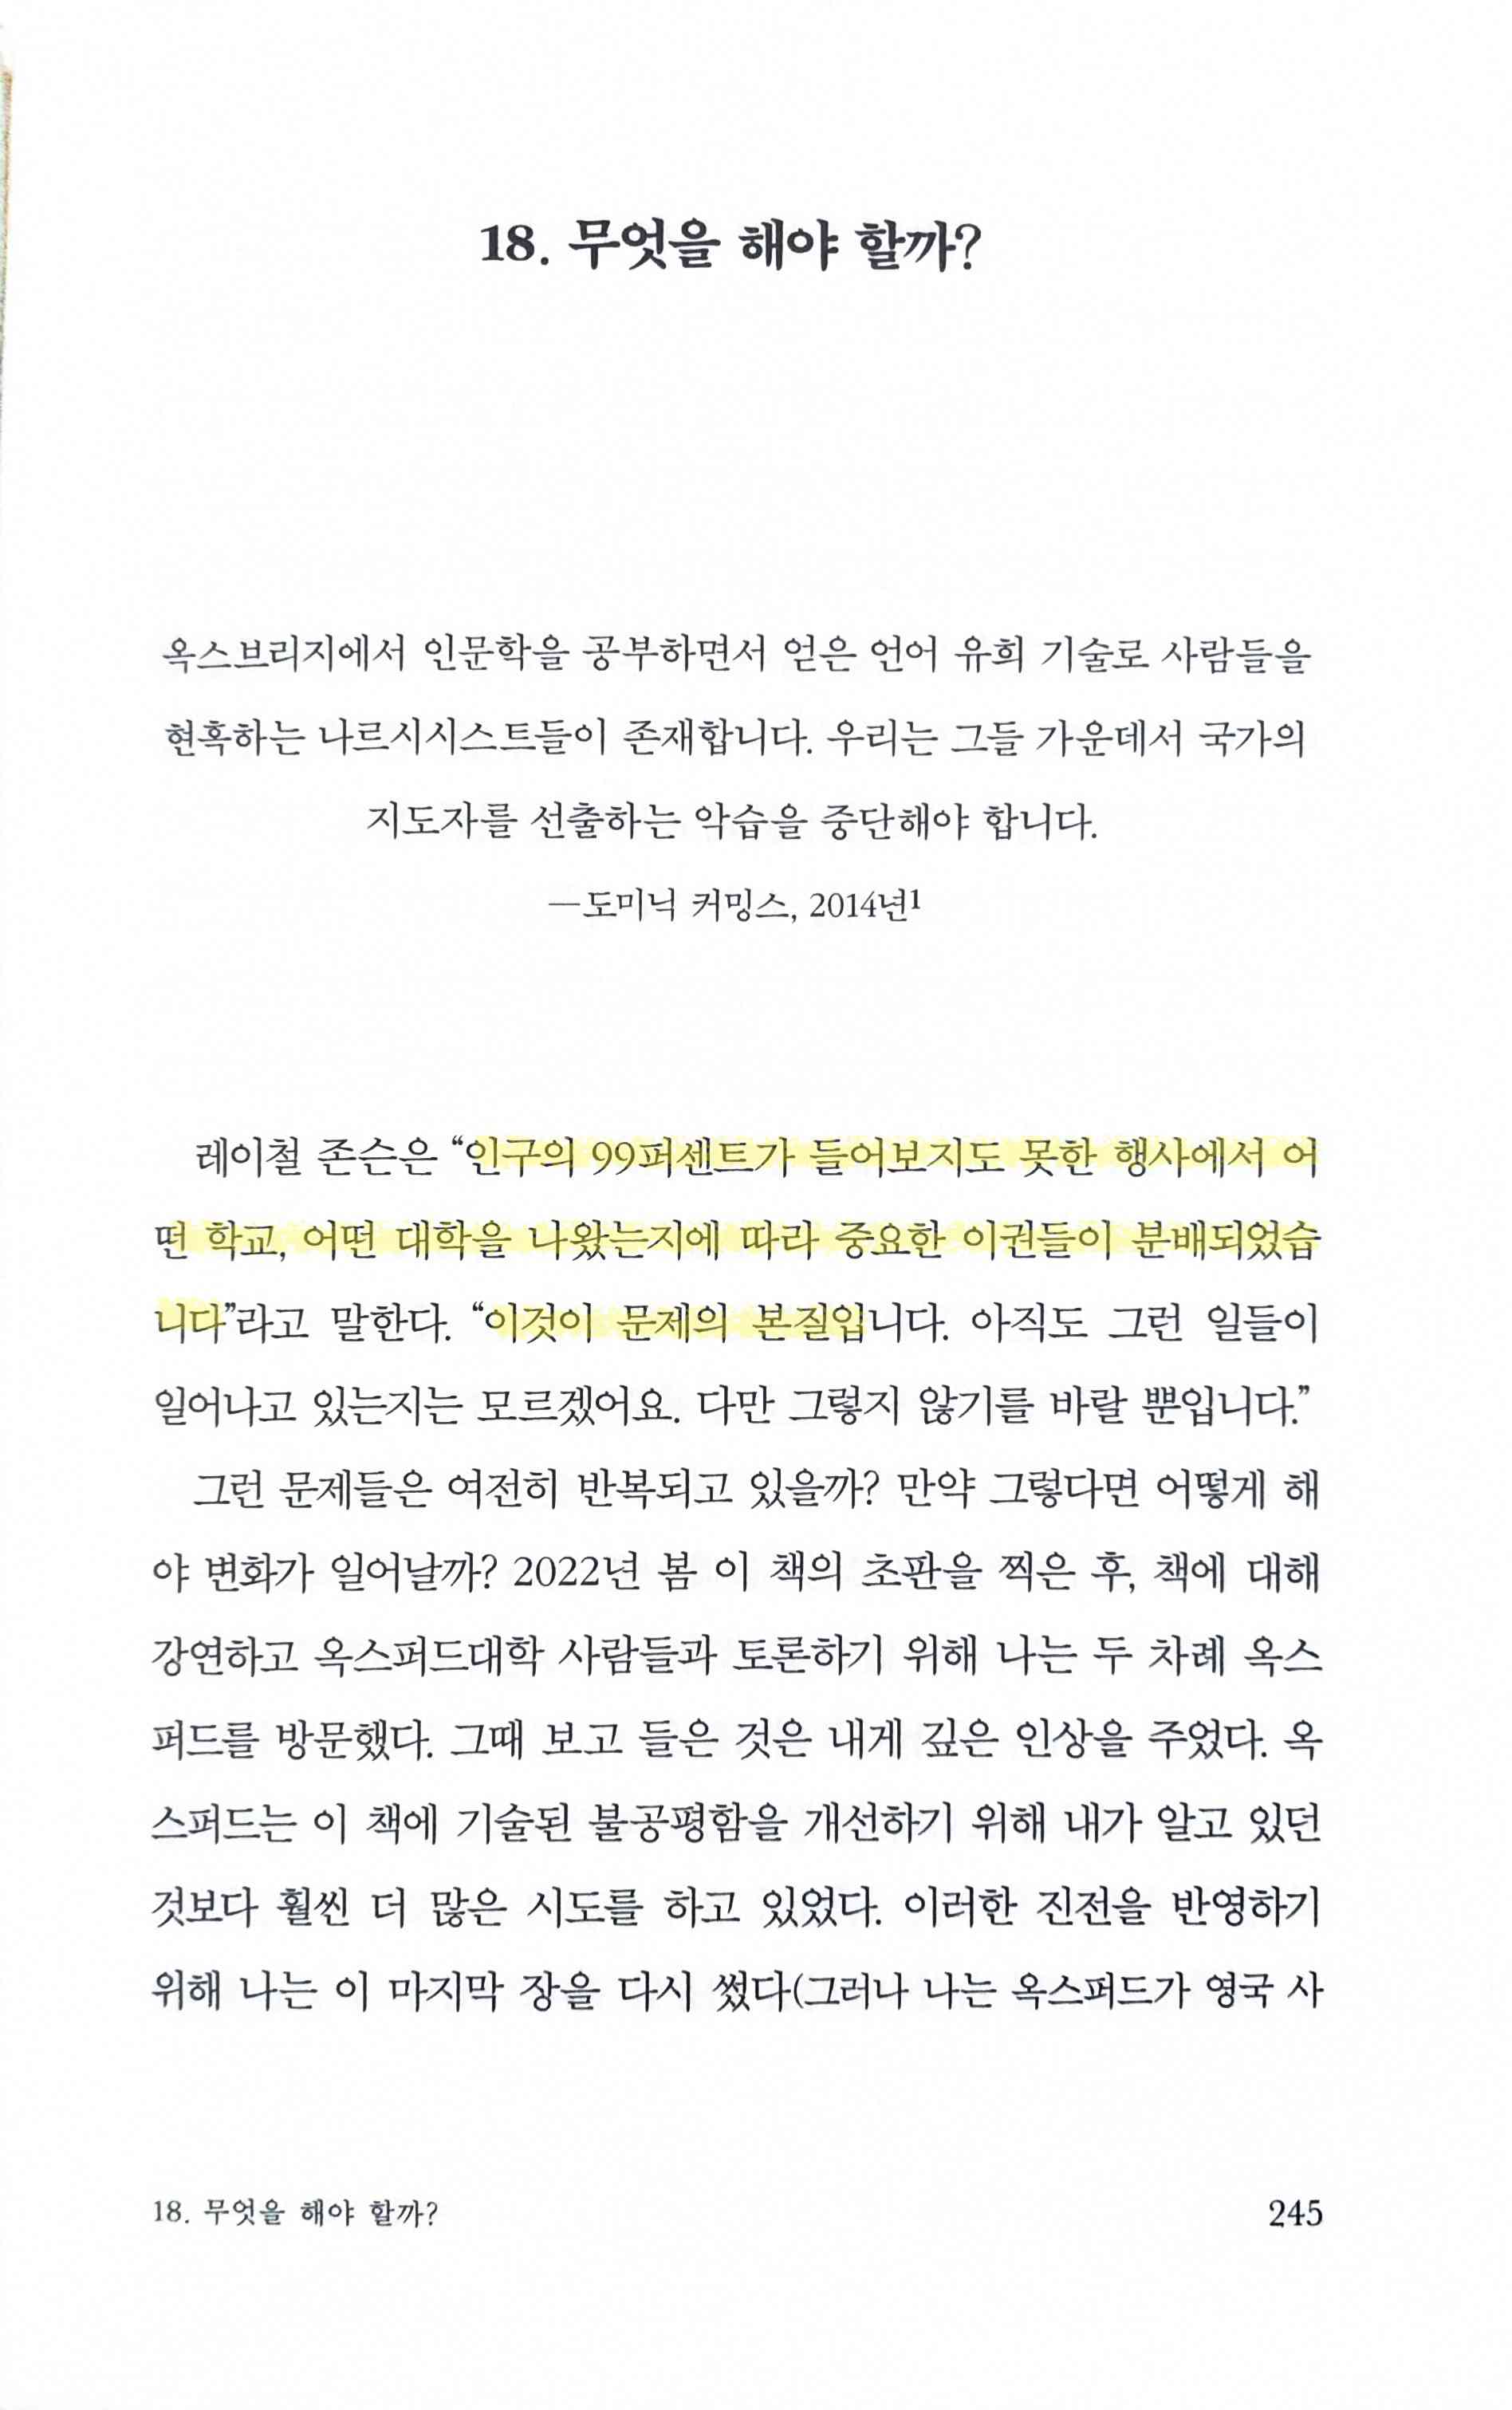 18. 무엇을 해야 할까?
옥스브리지에서 인문학을 공부하면서 얻은 언어 유희 기술로 사람들을
현혹하는 나르시시스트들이 존재합니다. 우리는 그들 가운데서 국가의
지도자를 선출하는 악습을 중단해야 합니다.
—도미닉 커밍스, 2014년1
레이철 존슨은 “인구의 99퍼센트가 들어보지도 못한 행사에서 어
떤 학교, 어떤 대학을 나왔는지에 따라 중요한 이권들이 분배되었습
니다”라고 말한다. “이것이 문제의 본질입니다. 아직도 그런 일들이
일어나고 있는지는 모르겠어요. 다만 그렇지 않기를 바랄 뿐입니다.”
그런 문제들은 여전히 반복되고 있을까? 만약 그렇다면 어떻게 해
야 변화가 일어날까? 2022년 봄 이 책의 초판을 찍은 후, 책에 대해
강연하고 옥스퍼드대학 사람들과 토론하기 위해 나는 두 차례 옥스
퍼드를 방문했다. 그때 보고 들은 것은 내게 깊은 인상을 주었다. 옥
스퍼드는 이 책에 기술된 불공평함을 개선하기 위해 내가 알고 있던
것보다 훨씬 더 많은 시도를 하고 있었다. 이러한 진전을 반영하기
위해 나는 이 마지막 장을 다시 썼다(그러나 나는 옥스퍼드가 영국 사
18. 무엇을 해야 할까?
245